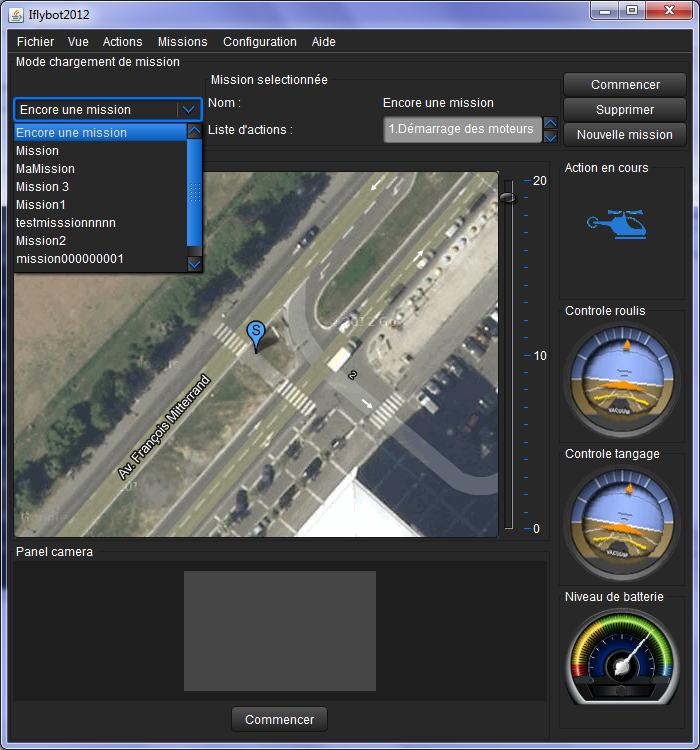 Iflybot2012
Fichier Vue Actions Missions Configuration Aide
Mode chargement de mission
Encore une mission
Encore une mission
Mission
MaMission
Mission 3
Mission1
testmisssionnnnn
Mission2
mission000000001
Mission selectionnée
Nom : Encore une mission
Liste d'actions : 1.Démarrage des moteurs
Commencer
Supprimer
Nouvelle mission
S
Av. François Mitterrand
2
20
10
0
Action en cours
Controle roulis
VACUUM
Controle tangage
VACUUM
Niveau de batterie
Panel camera
Commencer